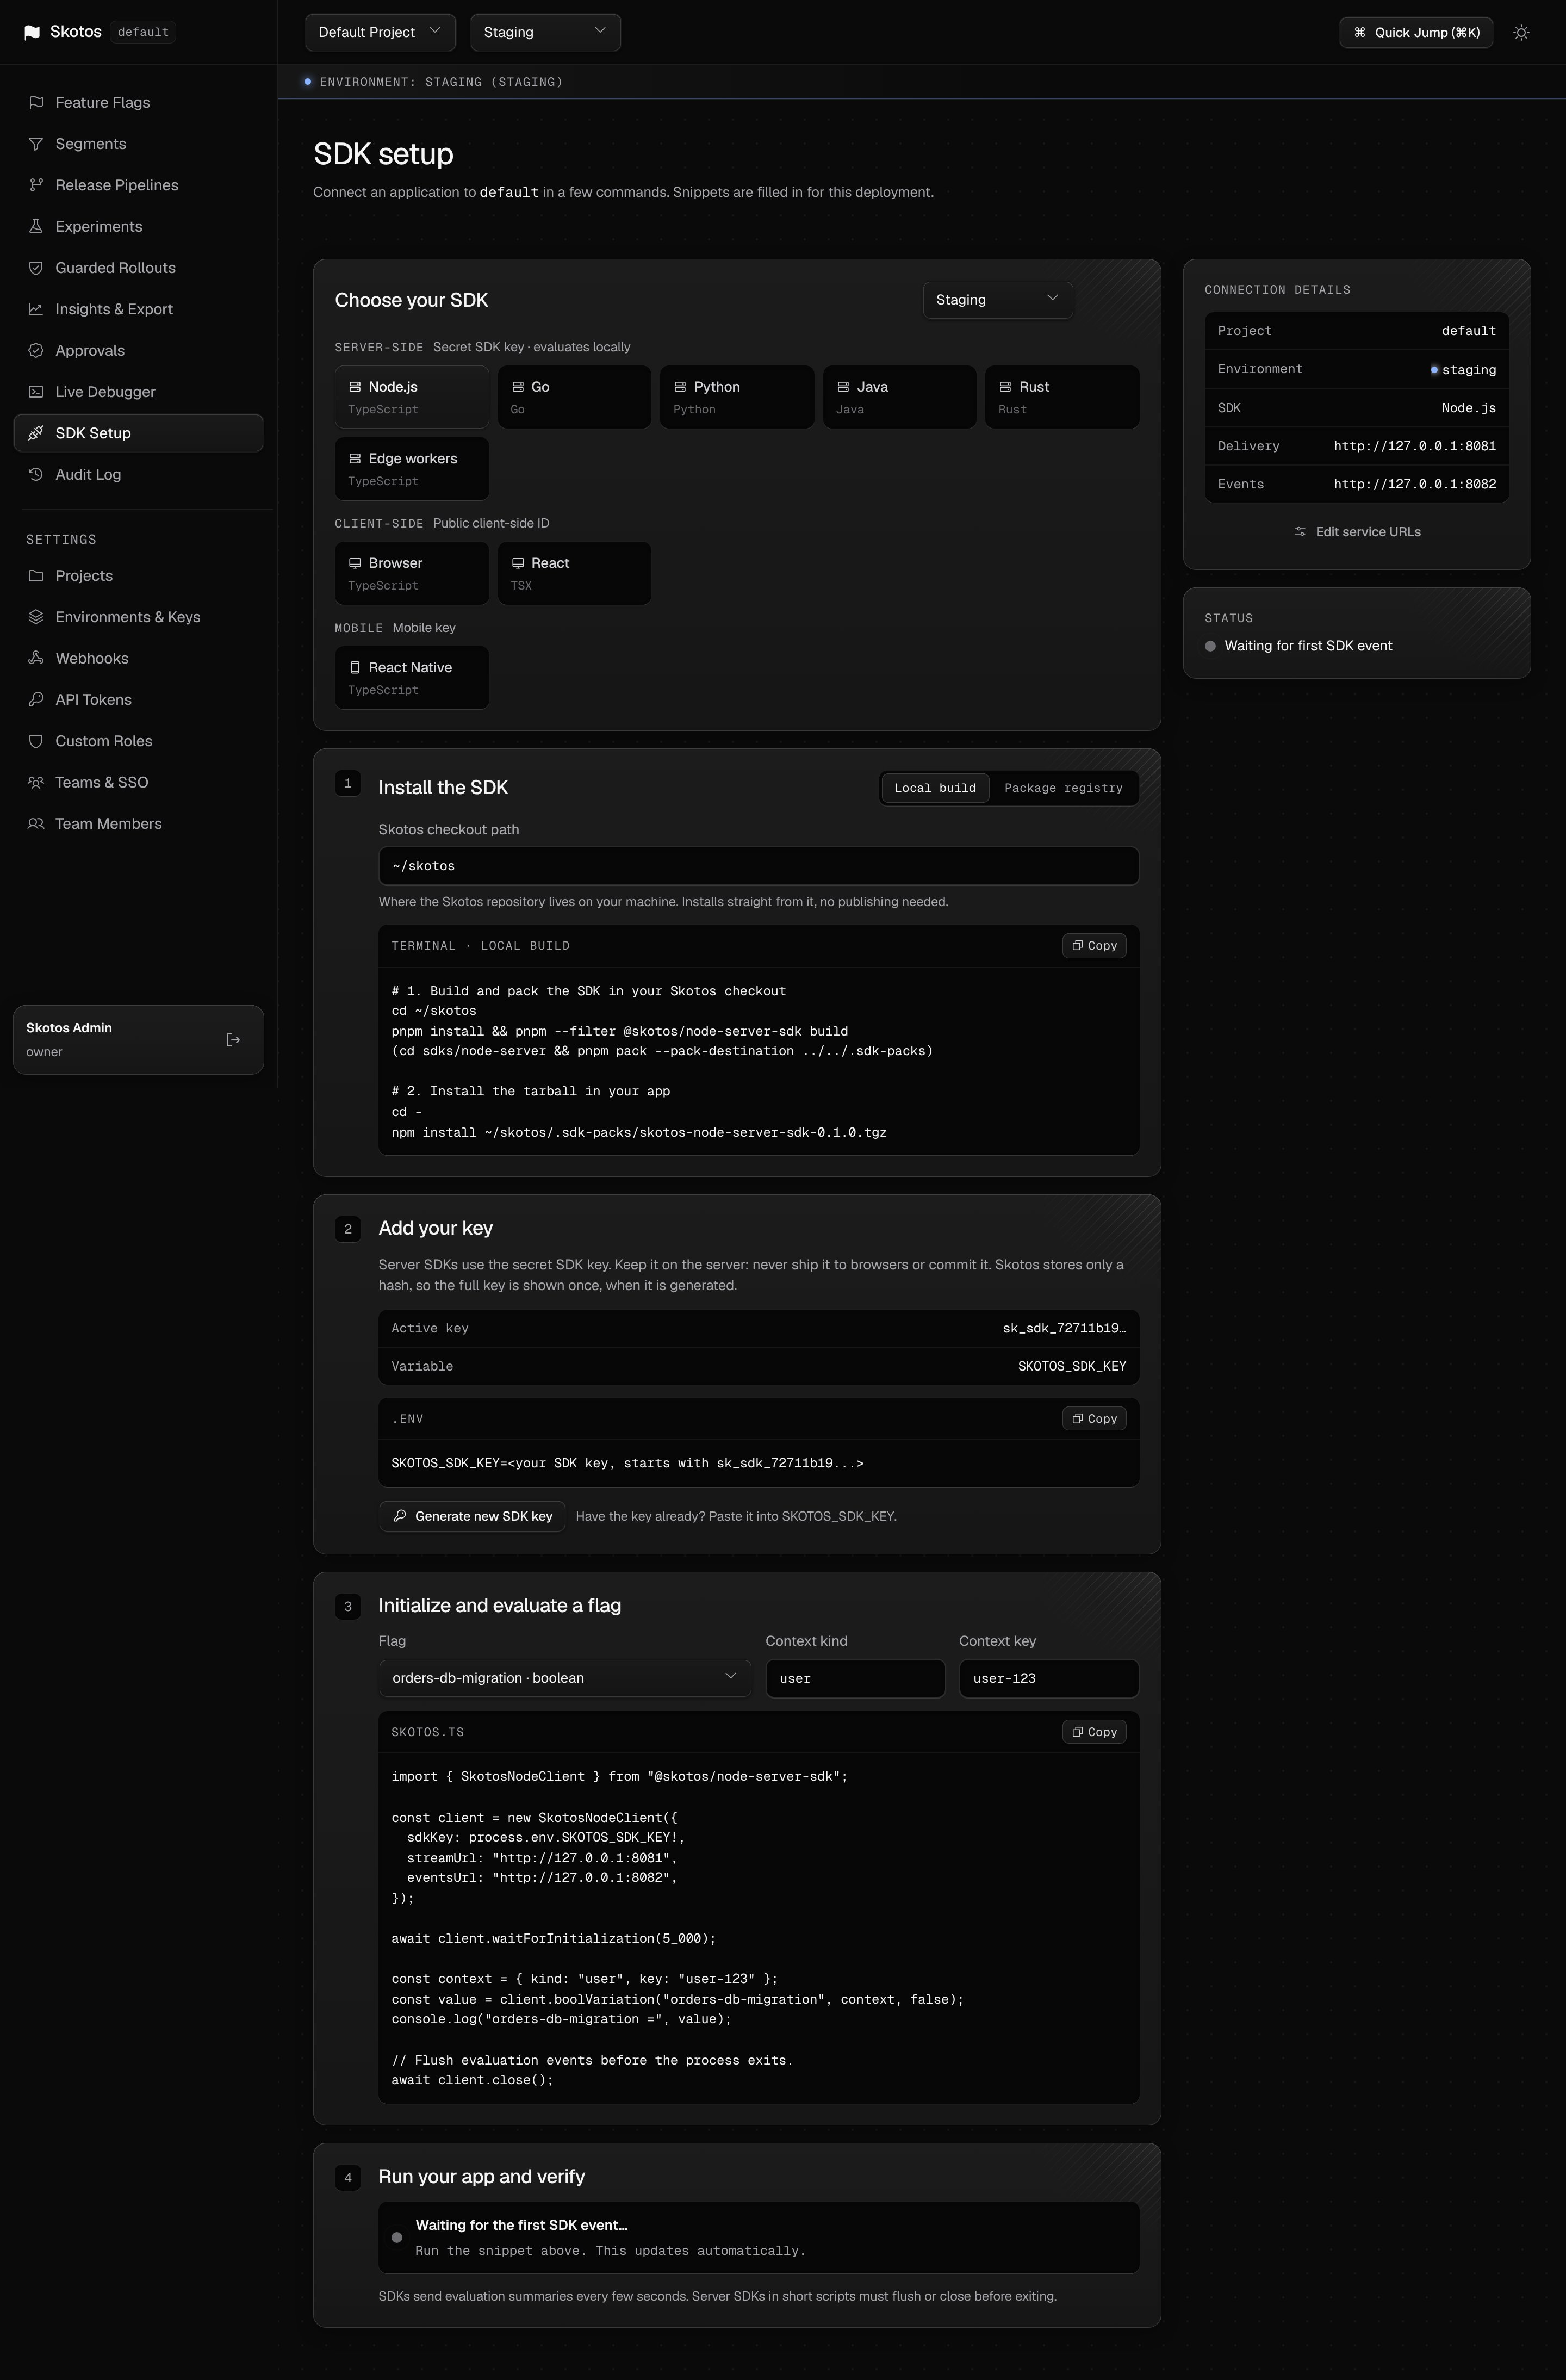 Skotos default
Default Project
Staging
⌘ Quick Jump (⌘K)
Feature Flags
Segments
Release Pipelines
Experiments
Guarded Rollouts
Insights & Export
Approvals
Live Debugger
SDK Setup
Audit Log
SETTINGS
Projects
Environments & Keys
Webhooks
API Tokens
Custom Roles
Teams & SSO
Team Members
Skotos Admin
owner
ENVIRONMENT: STAGING (STAGING)
SDK setup
Connect an application to default in a few commands. Snippets are filled in for this deployment.
Choose your SDK
Staging
SERVER-SIDE Secret SDK key · evaluates locally
Node.js
TypeScript
Go
Go
Python
Python
Java
Java
Rust
Rust
Edge workers
TypeScript
CLIENT-SIDE Public client-side ID
Browser
TypeScript
React
TSX
MOBILE Mobile key
React Native
TypeScript
CONNECTION DETAILS
Project default
Environment staging
SDK Node.js
Delivery http://127.0.0.1:8081
Events http://127.0.0.1:8082
Edit service URLs
STATUS
Waiting for first SDK event
1 Install the SDK
Local build Package registry
Skotos checkout path
~/skotos
Where the Skotos repository lives on your machine. Installs straight from it, no publishing needed.
TERMINAL · LOCAL BUILD Copy
# 1. Build and pack the SDK in your Skotos checkout
cd ~/skotos
pnpm install && pnpm --filter @skotos/node-server-sdk build
(cd sdks/node-server && pnpm pack --pack-destination ../../.sdk-packs)
# 2. Install the tarball in your app
cd -
npm install ~/skotos/.sdk-packs/skotos-node-server-sdk-0.1.0.tgz
2 Add your key
Server SDKs use the secret SDK key. Keep it on the server: never ship it to browsers or commit it. Skotos stores only a
hash, so the full key is shown once, when it is generated.
Active key sk_sdk_72711b19…
Variable SKOTOS_SDK_KEY
.ENV Copy
SKOTOS_SDK_KEY=<your SDK key, starts with sk_sdk_72711b19...>
Generate new SDK key Have the key already? Paste it into SKOTOS_SDK_KEY.
3 Initialize and evaluate a flag
Flag Context kind Context key
orders-db-migration · boolean user user-123
SKOTOS.TS Copy
import { SkotosNodeClient } from "@skotos/node-server-sdk";
const client = new SkotosNodeClient({
  sdkKey: process.env.SKOTOS_SDK_KEY!,
  streamUrl: "http://127.0.0.1:8081",
  eventsUrl: "http://127.0.0.1:8082",
});
await client.waitForInitialization(5_000);
const context = { kind: "user", key: "user-123" };
const value = client.boolVariation("orders-db-migration", context, false);
console.log("orders-db-migration =", value);
// Flush evaluation events before the process exits.
await client.close();
4 Run your app and verify
Waiting for the first SDK event…
Run the snippet above. This updates automatically.
SDKs send evaluation summaries every few seconds. Server SDKs in short scripts must flush or close before exiting.